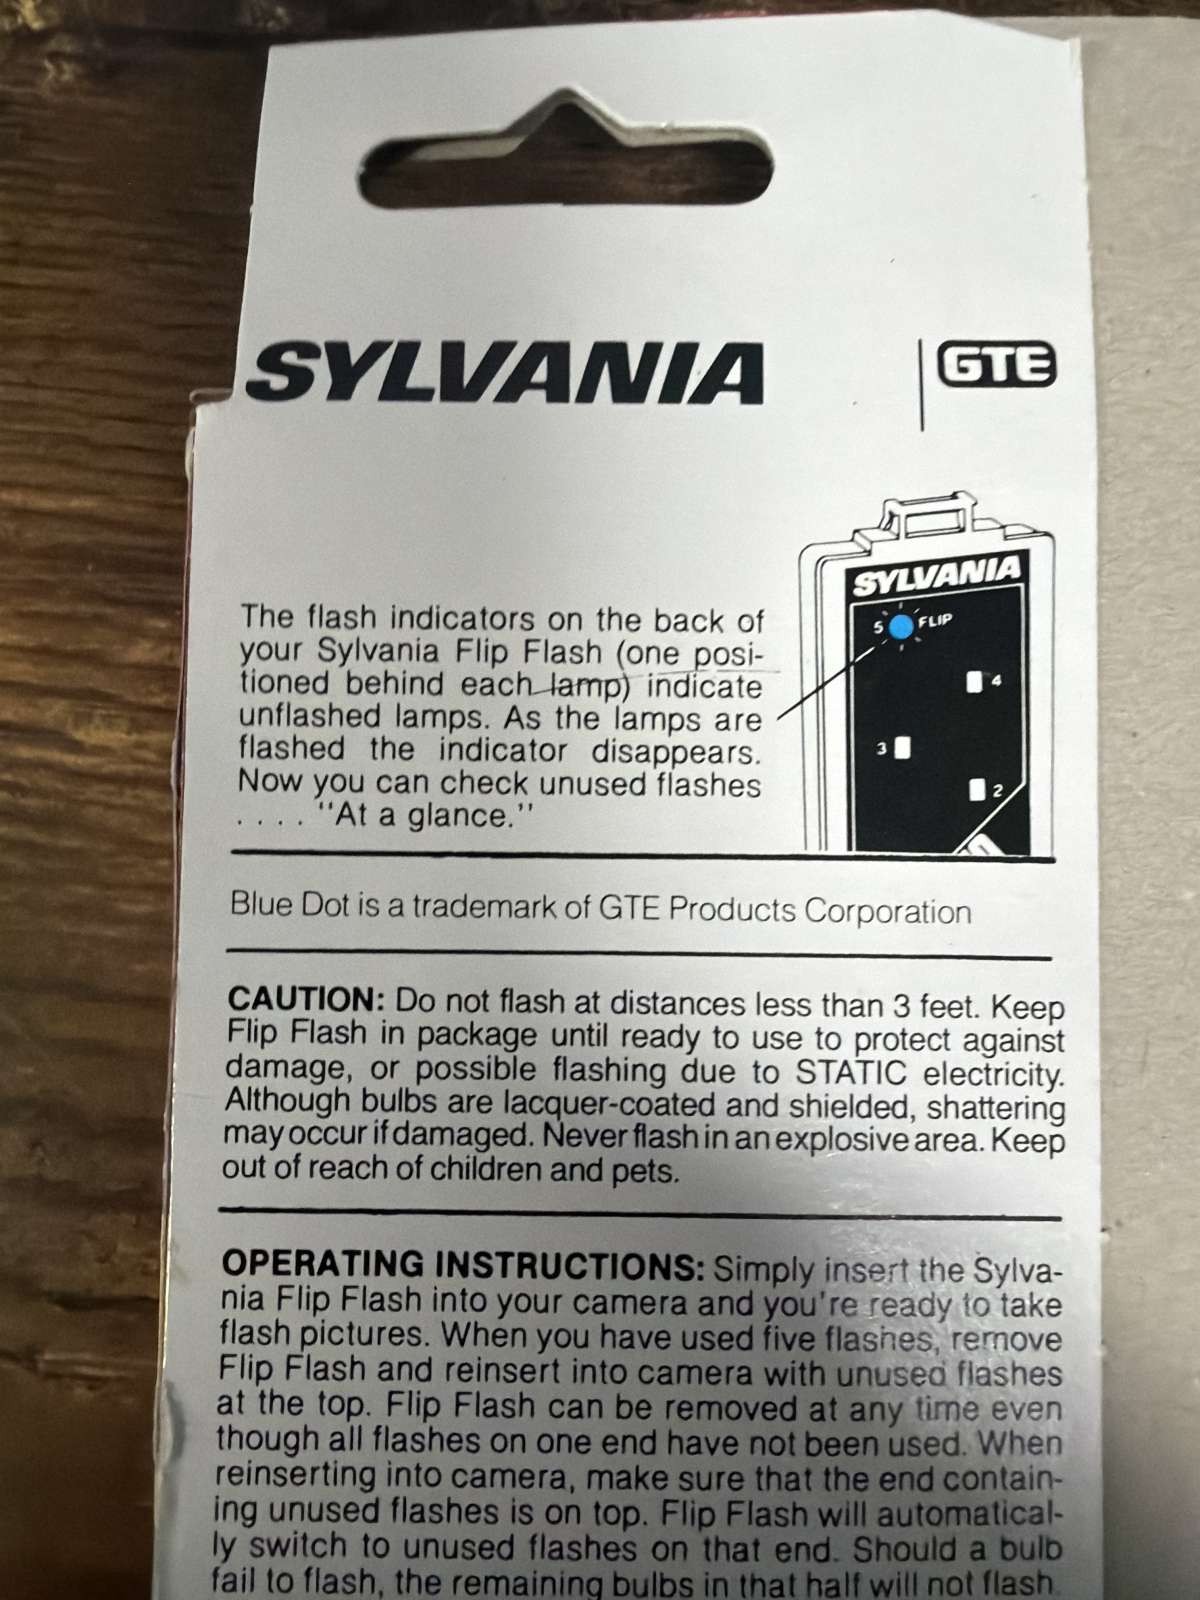 SYLVANIA
GTE
SYLVANIA
5 FLIP
4
3
2
The flash indicators on the back of
your Sylvania Flip Flash (one posi-
tioned behind each lamp) indicate
unflashed lamps. As the lamps are
flashed the indicator disappears.
Now you can check unused flashes
. . . . "At a glance."
Blue Dot is a trademark of GTE Products Corporation
CAUTION: Do not flash at distances less than 3 feet. Keep
Flip Flash in package until ready to use to protect against
damage, or possible flashing due to STATIC electricity.
Although bulbs are lacquer-coated and shielded, shattering
may occur if damaged. Never flash in an explosive area. Keep
out of reach of children and pets.
OPERATING INSTRUCTIONS: Simply insert the Sylva-
nia Flip Flash into your camera and you're ready to take
flash pictures. When you have used five flashes, remove
Flip Flash and reinsert into camera with unused flashes
at the top. Flip Flash can be removed at any time even
though all flashes on one end have not been used. When
reinserting into camera, make sure that the end contain-
ing unused flashes is on top. Flip Flash will automatical-
ly switch to unused flashes on that end. Should a bulb
fail to flash, the remaining bulbs in that half will not flash.